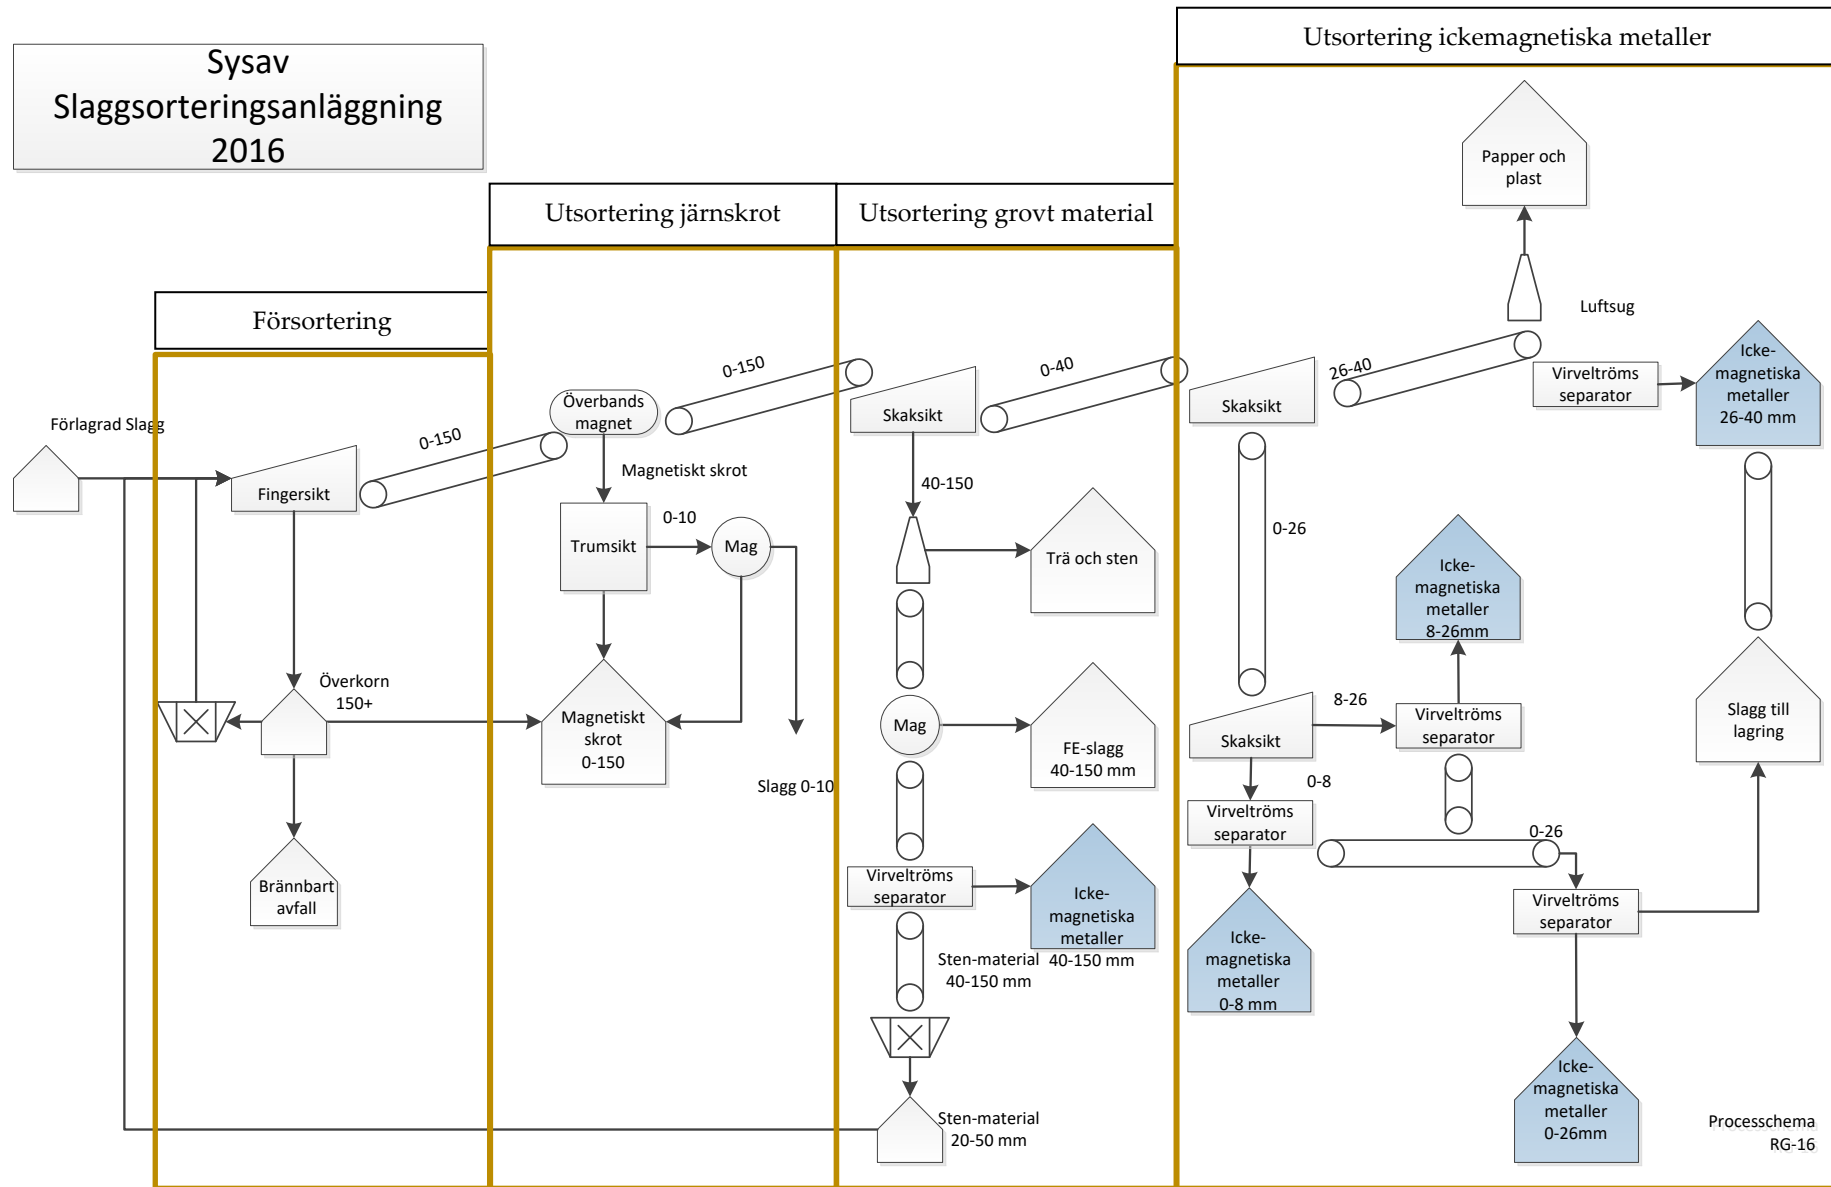 Sysav
Slaggsorteringsanläggning
2016
Utsortering ickemagnetiska metaller
Utsortering järnskrot
Utsortering grovt material
Försortering
Förlagrad Slagg
Fingersikt
0-150
Överkorn
150+
Brännbart
avfall
Överbands
magnet
0-150
Magnetiskt skrot
Trumsikt
0-10
Mag
Magnetiskt
skrot
0-150
Slagg 0-10
Skaksikt
0-40
40-150
Trä och sten
Mag
FE-slagg
40-150 mm
Virveltröms
separator
Icke-
magnetiska
metaller
40-150 mm
Sten-material
40-150 mm
Sten-material
20-50 mm
Skaksikt
26-40
Papper och
plast
Luftsug
Virveltröms
separator
Icke-
magnetiska
metaller
26-40 mm
0-26
Icke-
magnetiska
metaller
8-26mm
Skaksikt
8-26
Virveltröms
separator
0-8
Virveltröms
separator
Icke-
magnetiska
metaller
0-8 mm
0-26
Virveltröms
separator
Slagg till
lagring
Icke-
magnetiska
metaller
0-26mm
Processchema
RG-16